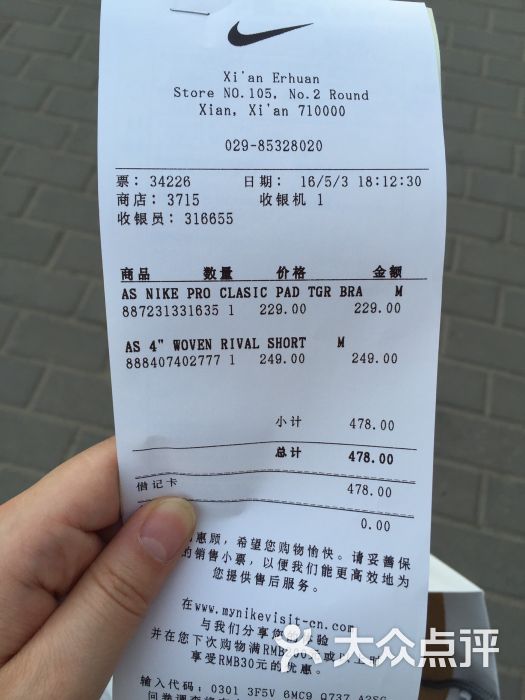 Xi'an Erhuan
Store NO.105, No.2 Round
Xian, Xi'an 710000
029-85328020
票: 34226 日期: 16/5/3 18:12:30
商店: 3715 收银机 1
收银员: 316655
商品 数量 价格 金额
AS NIKE PRO CLASIC PAD TGR BRA M
887231331635 1 229.00 229.00
AS 4" WOVEN RIVAL SHORT M
888407402777 1 249.00 249.00
小计 478.00
总计 478.00
借记卡 478.00
0.00
惠顾，希望您购物愉快。请妥善保
的销售小票，以便我们能更高效地为
您提供售后服务。
在www.mynikevisit-cn.com
与我们分享您
并在您下次购物满RMB
享受RMB30元的优惠。
输入代码: 0301 3F5V 6MC9 Q737
大众点评